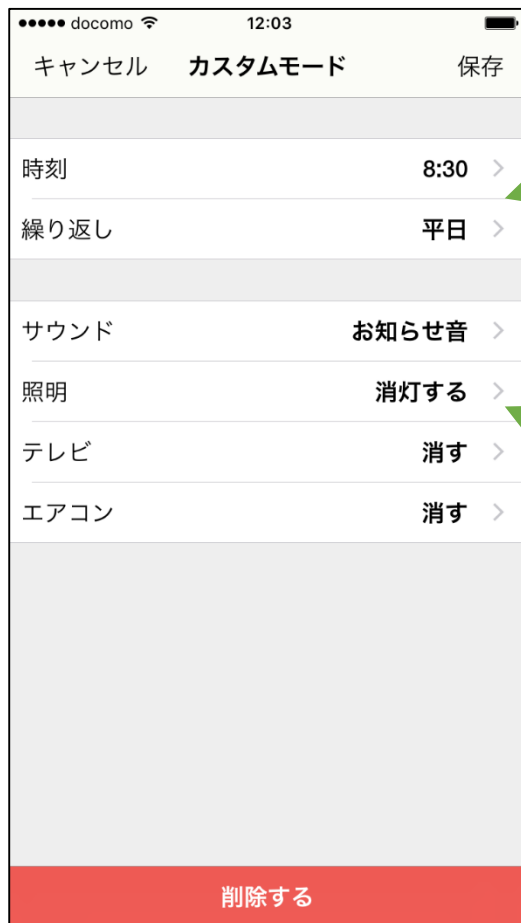 docomo 12:03
キャンセル カスタムモード 保存
時刻 8:30
繰り返し 平日
サウンド お知らせ音
照明 消灯する
テレビ 消す
エアコン 消す
削除する